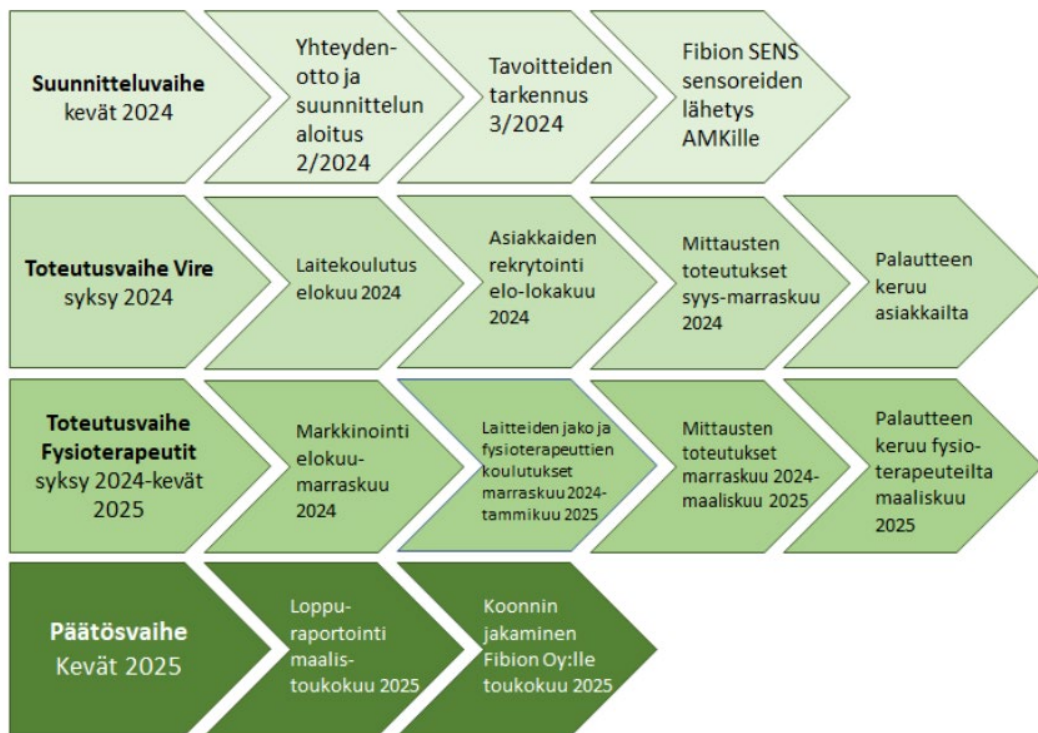 Suunnitteluvaihe
kevät 2024
Yhteyden-
otto ja
suunnittelun
aloitus
2/2024
Tavoitteiden
tarkennus
3/2024
Fibion SENS
sensoreiden
lähetys
AMKille
Toteutusvaihe Vire
syksy 2024
Laitekoulutus
elokuu 2024
Asiakkaiden
rekrytointi
elo-lokakuu
2024
Mittausten
toteutukset
syys-marraskuu
2024
Palautteen
keruu
asiakkailta
Toteutusvaihe
Fysioterapeutit
syksy 2024-kevät
2025
Markkinointi
elokuu-
marraskuu
2024
Laitteiden jako ja
fysioterapeuttien
koulutukset
marraskuu 2024-
tammikuu 2025
Mittausten
toteutukset
marraskuu 2024-
maaliskuu 2025
Palautteen
keruu fysio-
terapeuteilta
maaliskuu
2025
Päätösvaihe
Kevät 2025
Loppu-
raportointi
maalis-
toukokuu 2025
Koonnin
jakaminen
Fibion Oy:lle
toukokuu 2025